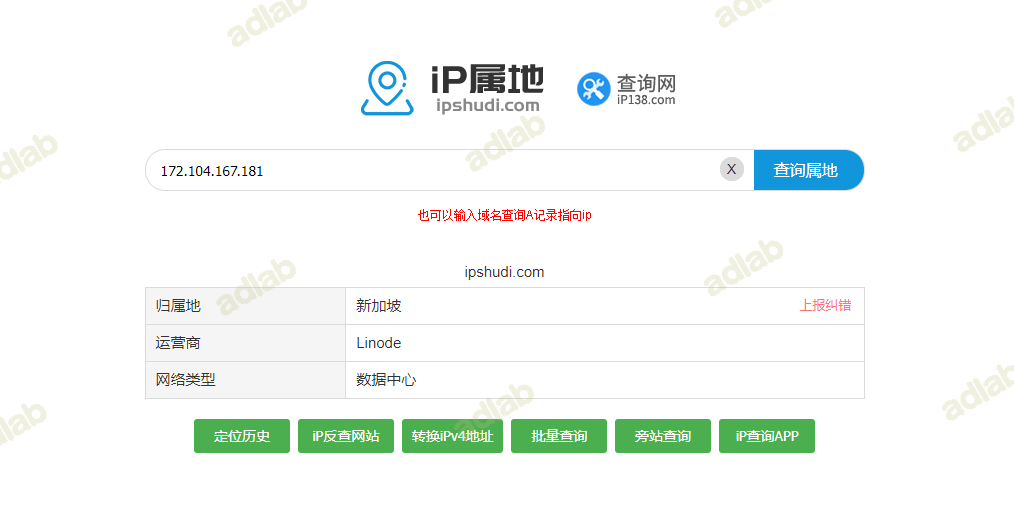 adlab
adlab
iP属地
ipshudi.com
查询网
iP138.com
adlab
adlab
adlab
172.104.167.181
X
查询属地
也可以输入域名查询A记录指向ip
adlab
adlab
ipshudi.com
归属地
新加坡
上报纠错
运营商
Linode
网络类型
数据中心
adlab
adlab
adlab
定位历史
iP反查网站
转换iPv4地址
批量查询
旁站查询
iP查询APP